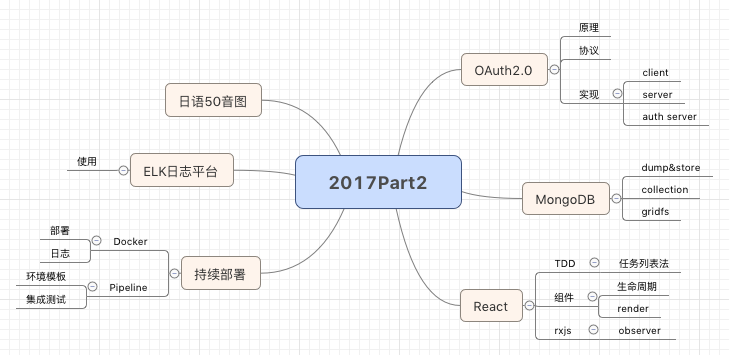 2017Part2
OAuth2.0
原理
协议
实现
client
server
auth server
MongoDB
dump&store
collection
gridfs
React
TDD
任务列表法
组件
生命周期
render
rxjs
observer
日语50音图
ELK日志平台
使用
持续部署
Docker
部署
日志
Pipeline
环境模板
集成测试